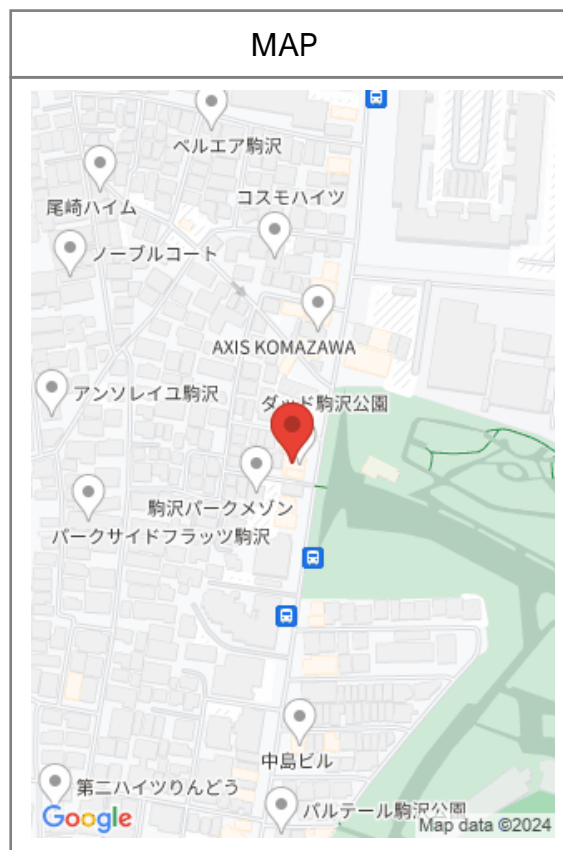 MAP
ベルエア駒沢
尾崎ハイム
コスモハイツ
ノーブルコート
AXIS KOMAZAWA
アンソレイユ駒沢
ダッド駒沢公園
駒沢パークメゾン
パークサイドフラッツ駒沢
中島ビル
第二ハイツりんどう
パルテール駒沢公園
Google
Map data ©2024